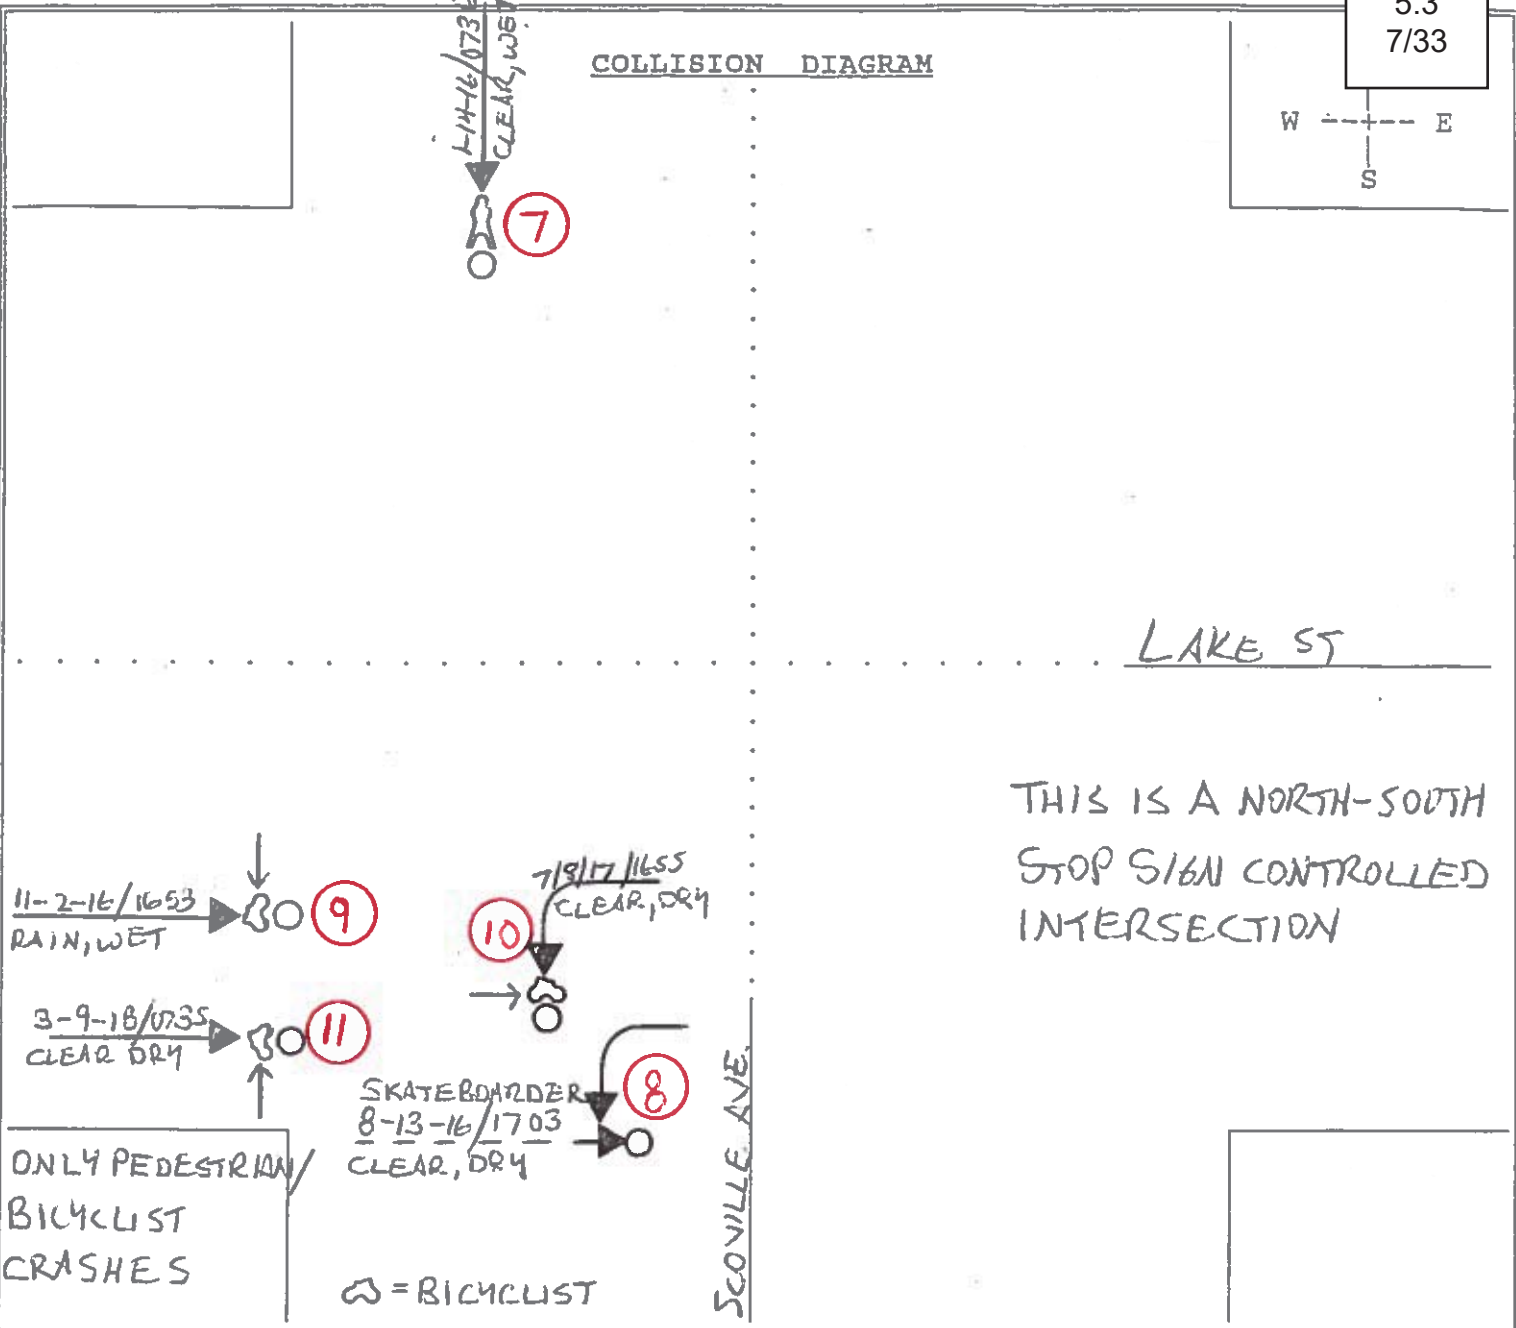 5.3
7/33
COLLISION DIAGRAM
W E
S
CLEAR, WET
7
LAKE ST
THIS IS A NORTH-SOUTH
STOP SIGN CONTROLLED
INTERSECTION
11-2-16/1653
RAIN, WET
9
7/8/17/1655
CLEAR, DRY
10
3-9-18/0735
CLEAR DRY
11
SKATEBOARDER
8-13-16/1703
CLEAR, DRY
8
SCOVILLE AVE.
ONLY PEDESTRIAN/
BICYCLIST
CRASHES
= BICYCLIST